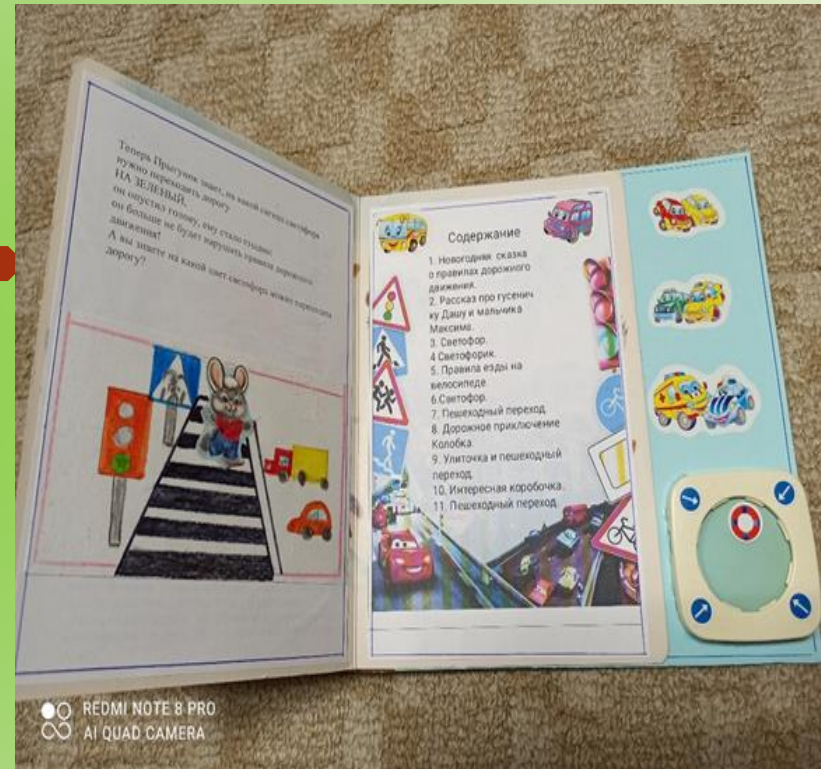 Теперь Прыгунок знает, на какой сигнал светофора
нужно переходить дорогу.
НА ЗЕЛЕНЫЙ,
он опустил голову, ему стало стыдно:
он больше не будет нарушать правила дорожного
движения!
А вы знаете на какой цвет светофора можно переходить
дорогу?
Содержание
1. Новогодняя сказка
о правилах дорожного
движения.
2. Рассказ про гусенич
ку Дашу и мальчика
Максима.
3. Светофор.
4 Светофорик.
5. Правила езды на
велосипеде.
6.Светофор.
7. Пешеходный переход.
8. Дорожное приключение
Колобка.
9. Улиточка и пешеходный
переход.
10. Интересная коробочка.
11. Пешеходный переход
REDMI NOTE 8 PRO
AI QUAD CAMERA